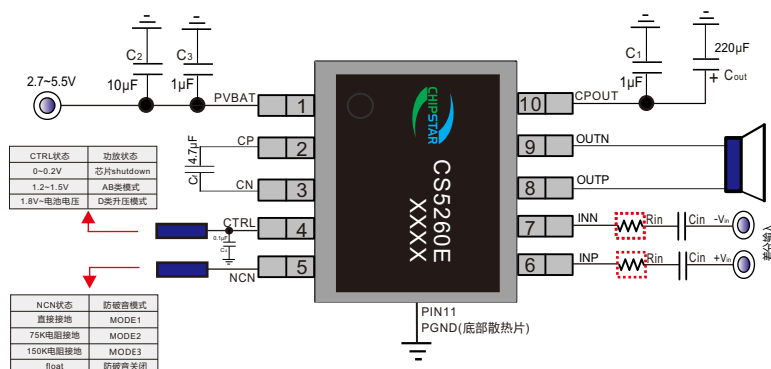 C2
C3
10μF
1μF
2.7~5.5V
PVBAT
1
CP
2
4.7μF
Cf
CN
3
CTRL
4
0.1μF
NCN
5
CTRL状态 功放状态
0~0.2V 芯片shutdown
1.2~1.5V AB类模式
1.8V~电池电压 D类升压模式
NCN状态 防破音模式
直接接地 MODE1
75K电阻接地 MODE2
150K电阻接地 MODE3
float 防破音关闭
CHIPSTAR
CS5260E
XXXX
C1
1μF
220μF
+ Cout
10 CPOUT
9 OUTN
8 OUTP
7 INN
Rin
Cin
-Vin
6 INP
Rin
Cin
+Vin
PIN11
PGND(底部散热片)